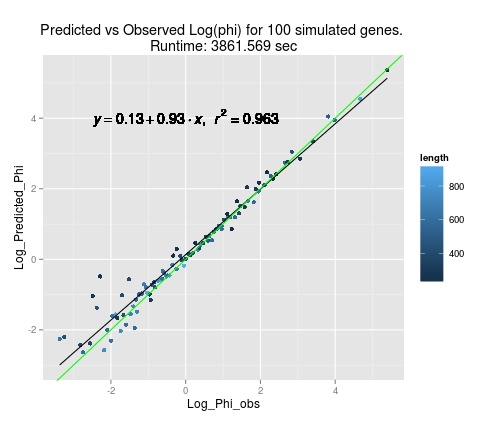 Predicted vs Observed Log(phi) for 100 simulated genes.
Runtime: 3861.569 sec
y = 0.13 + 0.93 · x, r² = 0.963
Log_Predicted_Phi
4
2
0
-2
-2
0
2
4
Log_Phi_obs
length
800
600
400